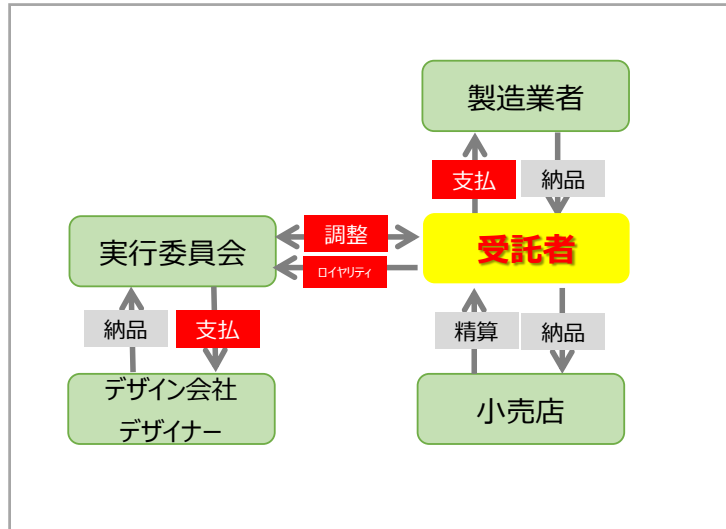 製造業者
支払
納品
実行委員会
調整
ロイヤリティ
受託者
納品
支払
精算
納品
デザイン会社
デザイナー
小売店